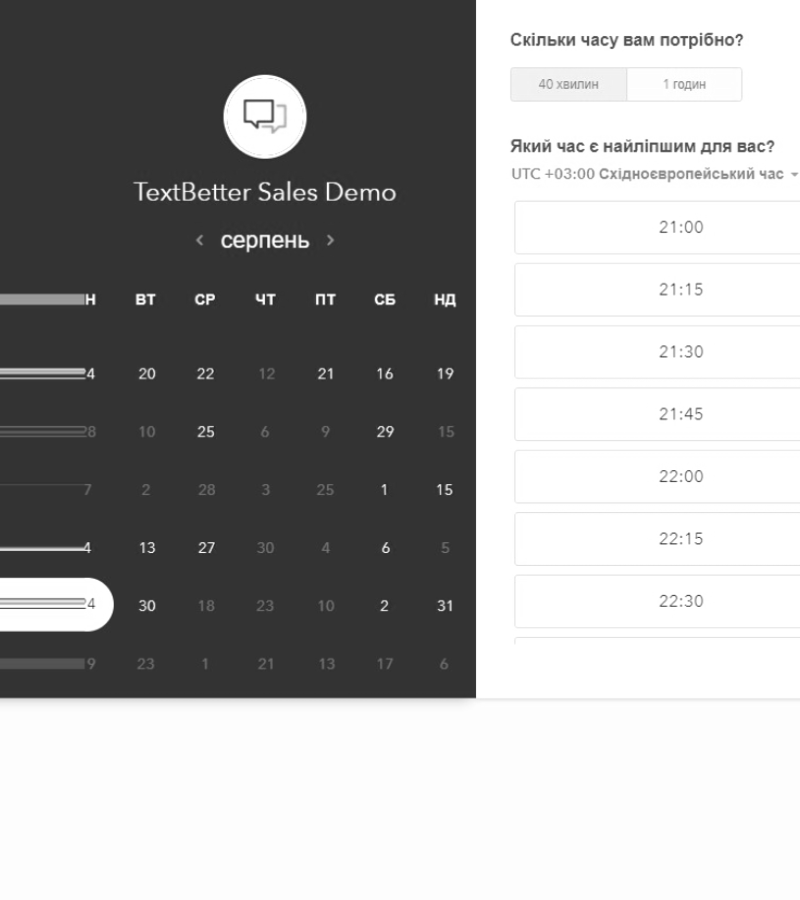 TextBetter Sales Demo
серпень
Н ВТ СР ЧТ ПТ СБ НД
4 20 22 12 21 16 19
8 10 25 6 9 29 15
7 2 28 3 25 1 15
4 13 27 30 4 6 5
4 30 18 23 10 2 31
9 23 1 21 13 17 6
Скільки часу вам потрібно?
40 хвилин 1 годин
Який час є найліпшим для вас?
UTC +03:00 Східноєвропейський час
21:00
21:15
21:30
21:45
22:00
22:15
22:30